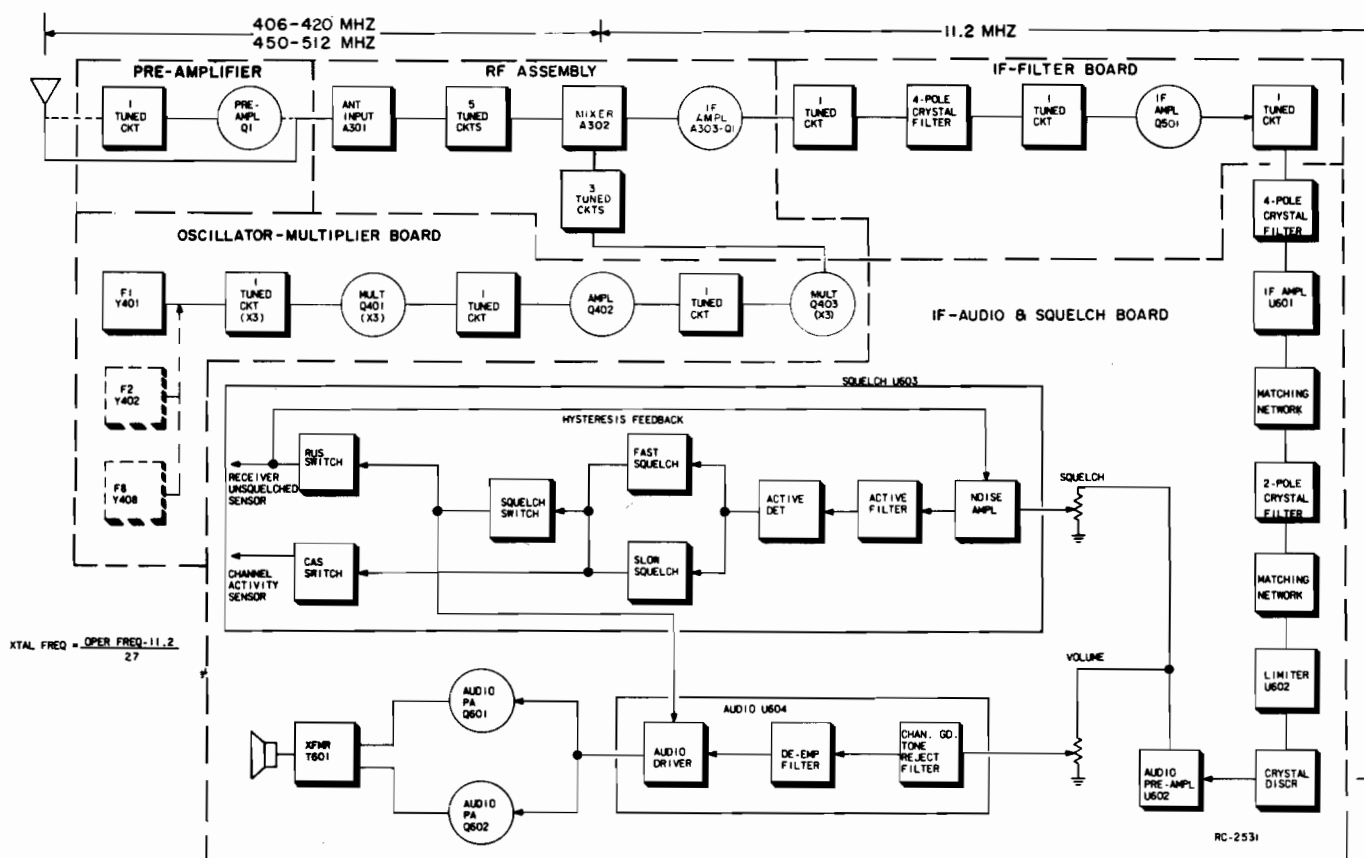 406-420 MHZ
450-512 MHZ
11.2 MHZ
PRE-AMPLIFIER
RF ASSEMBLY
IF-FILTER BOARD
1
TUNED
CKT
PRE-
AMPL
Q1
ANT
INPUT
A301
5
TUNED
CKTS
MIXER
A302
IF
AMPL
A303-Q1
1
TUNED
CKT
4-POLE
CRYSTAL
FILTER
1
TUNED
CKT
IF
AMPL
Q501
1
TUNED
CKT
3
TUNED
CKTS
4-POLE
CRYSTAL
FILTER
OSCILLATOR-MULTIPLIER BOARD
F1
Y401
1
TUNED
CKT
(X3)
MULT
Q401
(X3)
1
TUNED
CKT
AMPL
Q402
1
TUNED
CKT
MULT
Q403
(X3)
IF AMPL
U601
IF-AUDIO & SQUELCH BOARD
F2
Y402
F8
Y408
SQUELCH U603
HYSTERESIS FEEDBACK
MATCHING
NETWORK
RUS
SWITCH
FAST
SQUELCH
RECEIVER
UNSQUELCHED
SENSOR
SQUELCH
SWITCH
ACTIVE
DET
ACTIVE
FILTER
NOISE
AMPL
SQUELCH
2-POLE
CRYSTAL
FILTER
CAS
SWITCH
SLOW
SQUELCH
CHANNEL
ACTIVITY
SENSOR
MATCHING
NETWORK
XTAL FREQ = OPER FREQ-11.2
27
VOLUME
LIMITER
U602
AUDIO
PA
Q601
AUDIO U604
XFMR
T601
AUDIO
DRIVER
DE-EMP
FILTER
CHAN. GD.
TONE
REJECT
FILTER
AUDIO
PRE-AMPL
U602
CRYSTAL
DISCR
AUDIO
PA
Q602
RC-2531